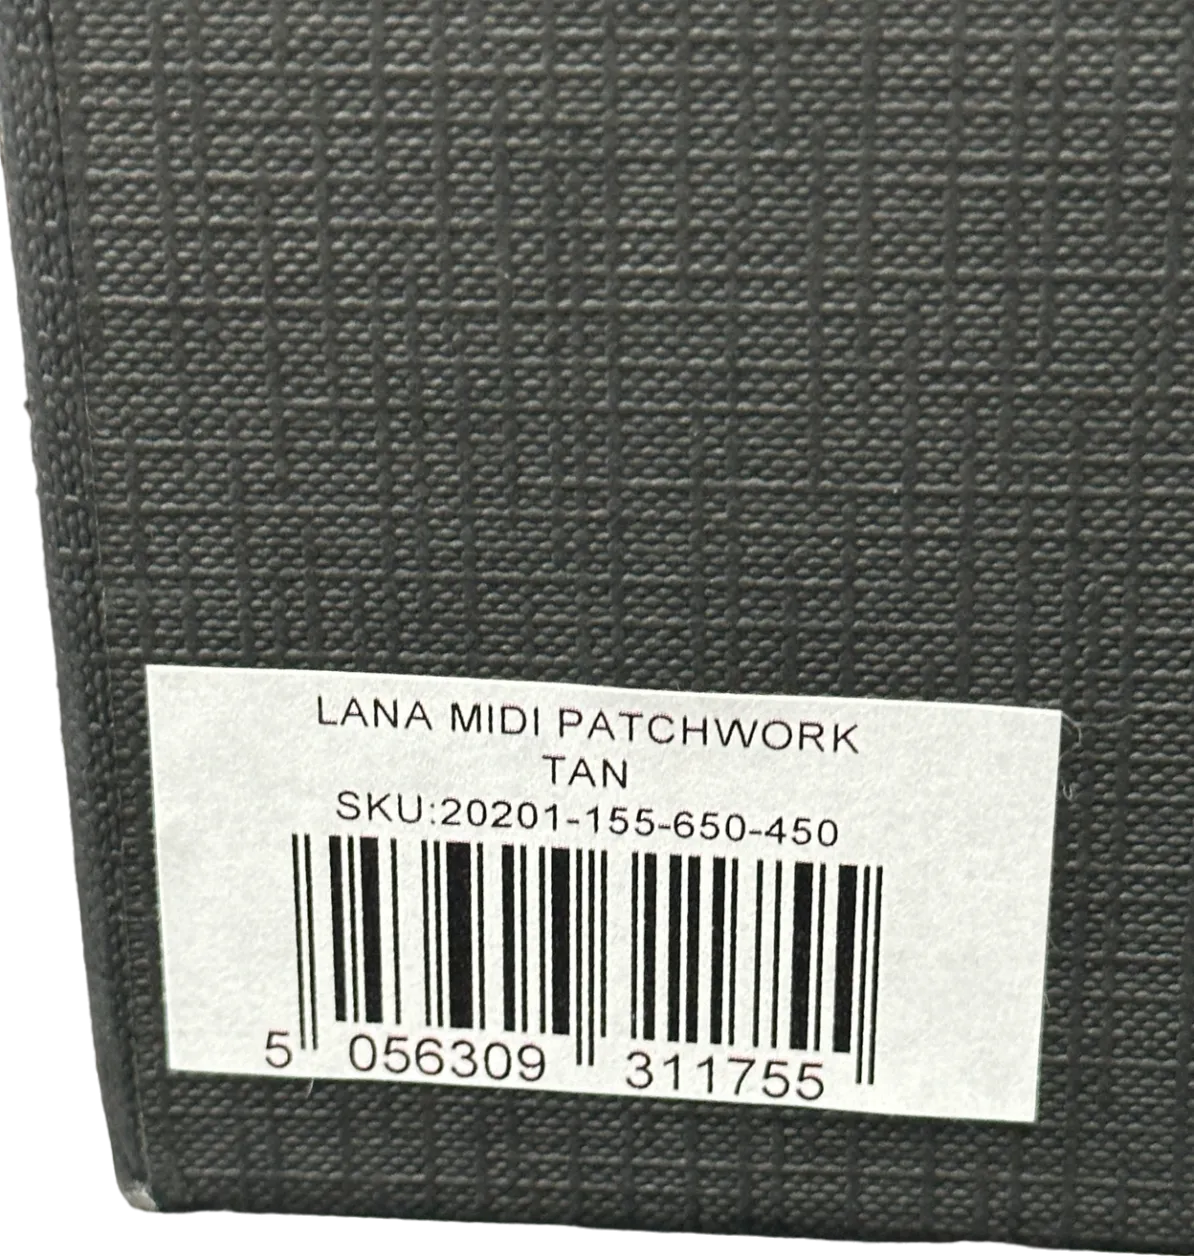 LANA MIDI PATCHWORK
TAN
SKU:20201-155-650-450
5 056309 311755